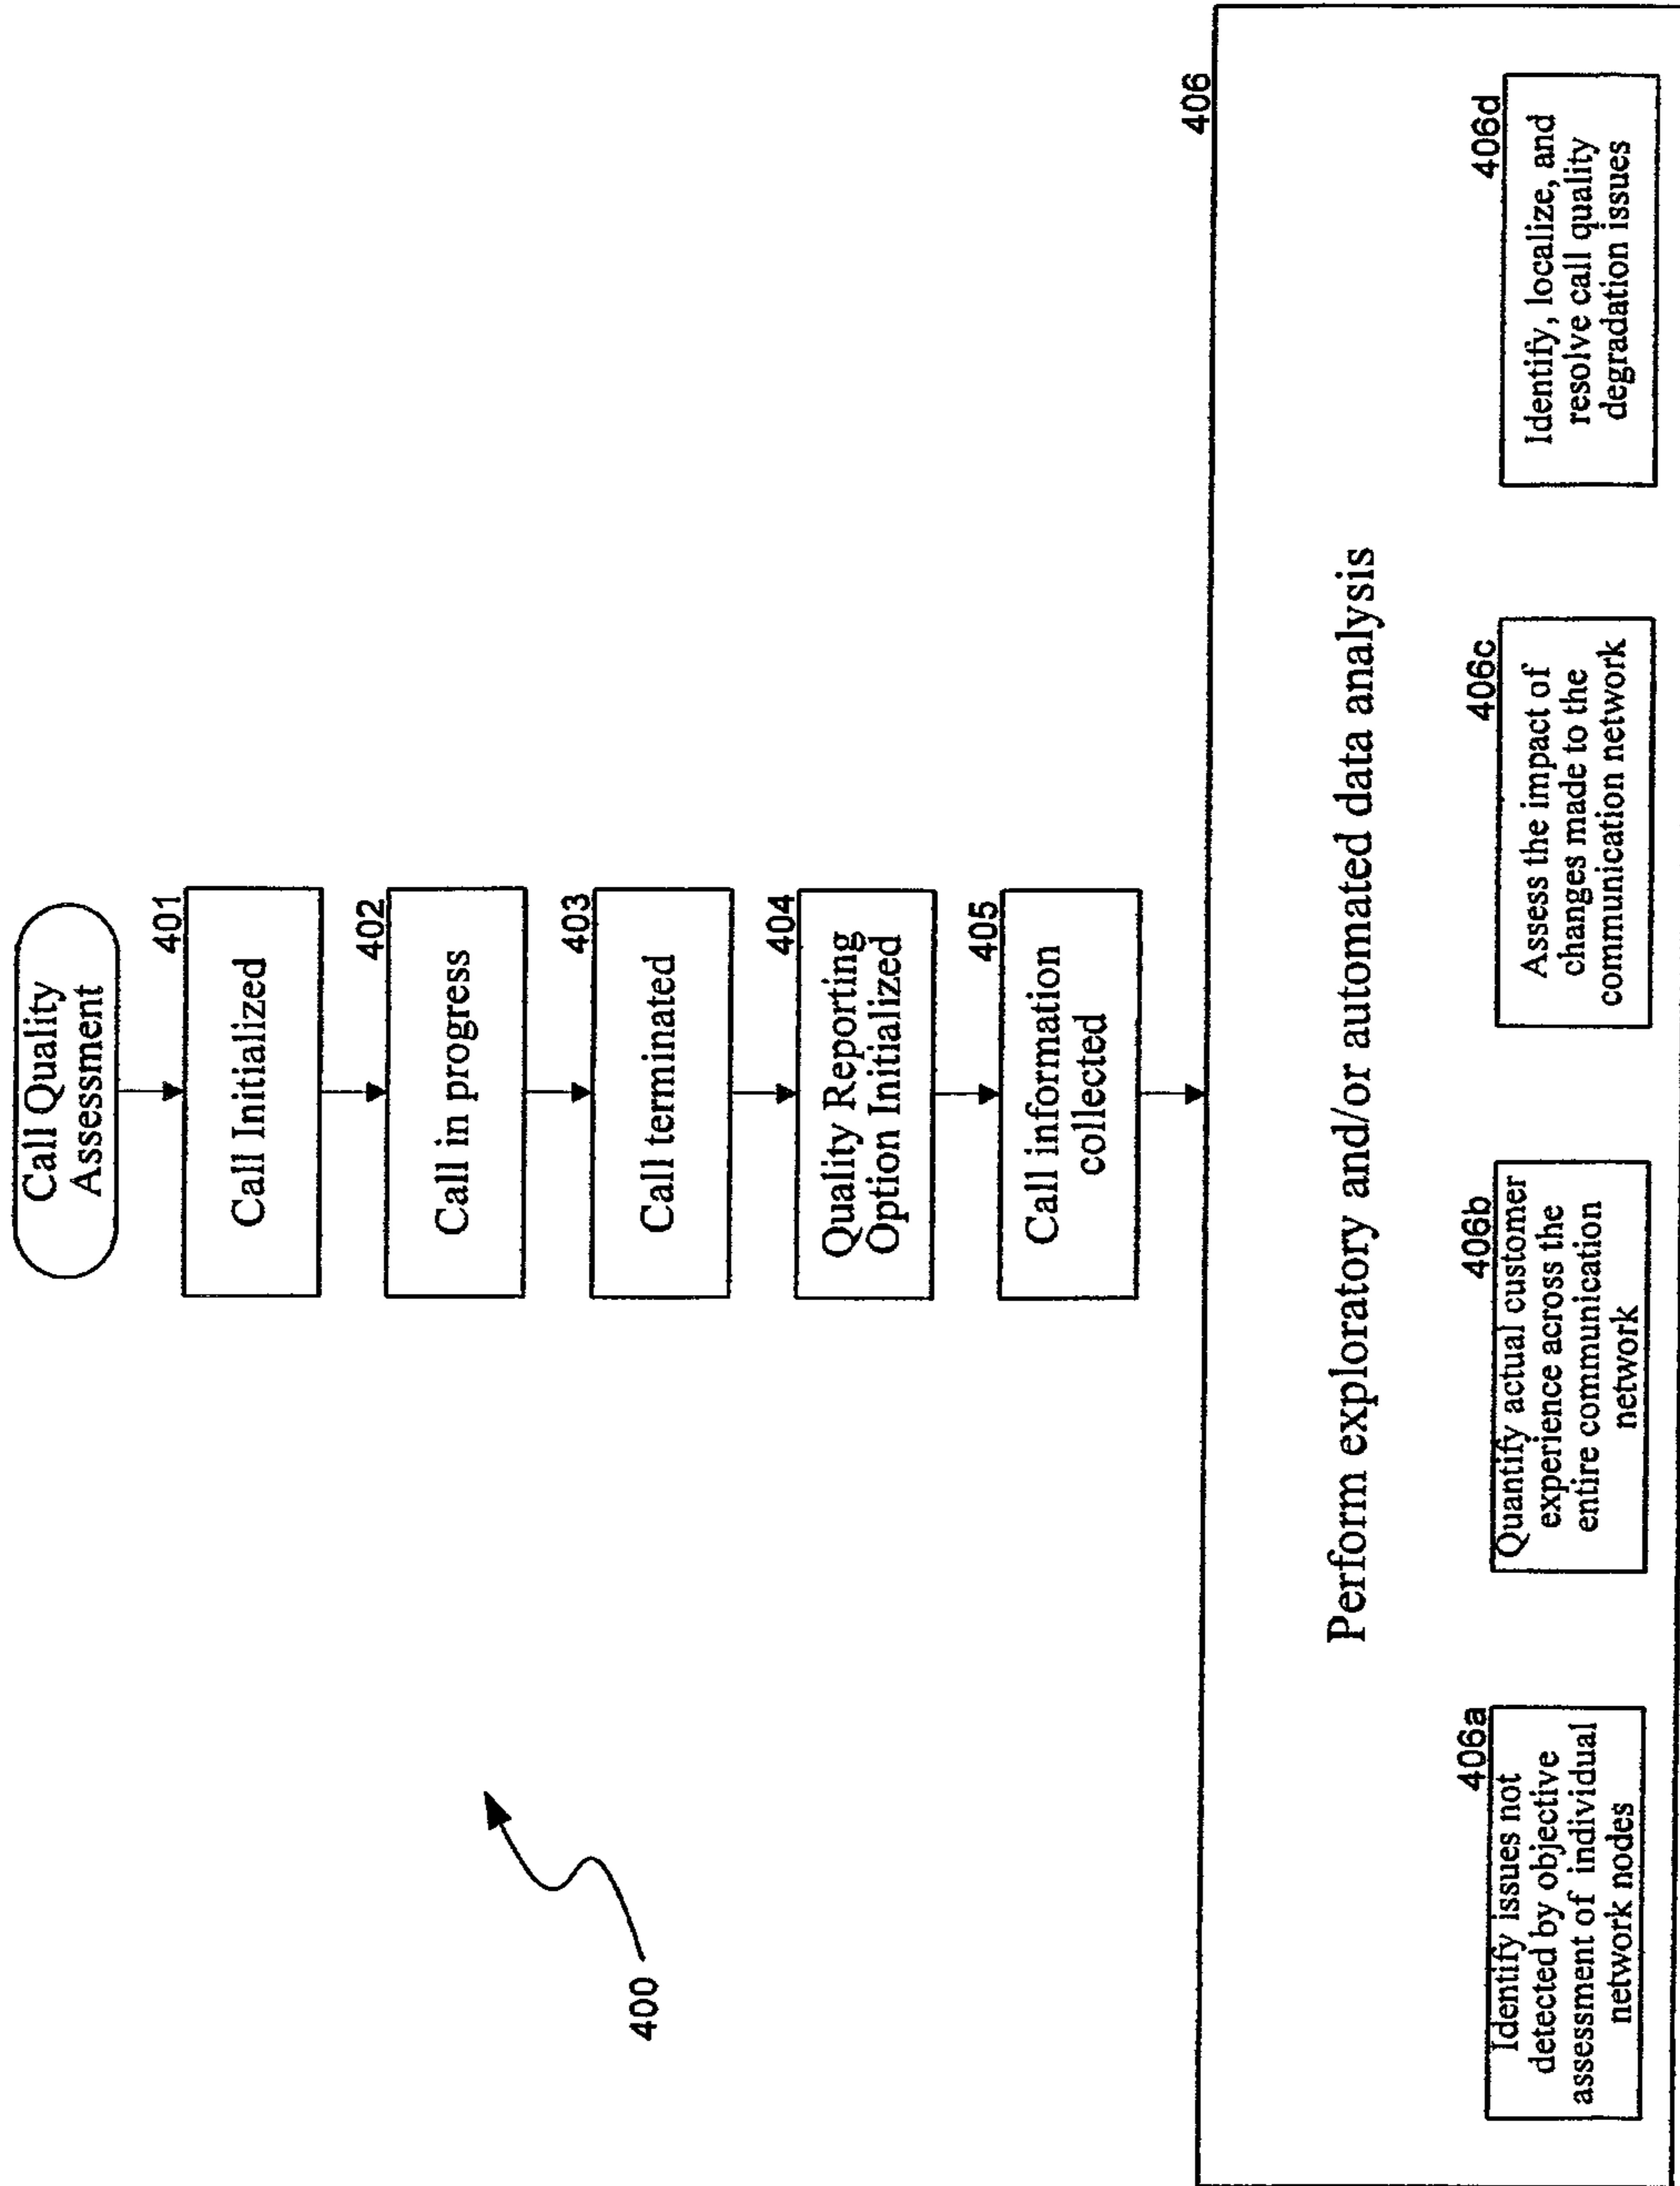 Call Quality
Assessment
401
Call Initialized
402
Call in progress
403
Call terminated
404
Quality Reporting
Option Initialized
405
Call information
collected
400
406
Perform exploratory and/or automated data analysis
406a
Identify issues not
detected by objective
assessment of individual
network nodes
406b
Quantify actual customer
experience across the
entire communication
network
406c
Assess the impact of
changes made to the
communication network
406d
Identify, localize, and
resolve call quality
degradation issues